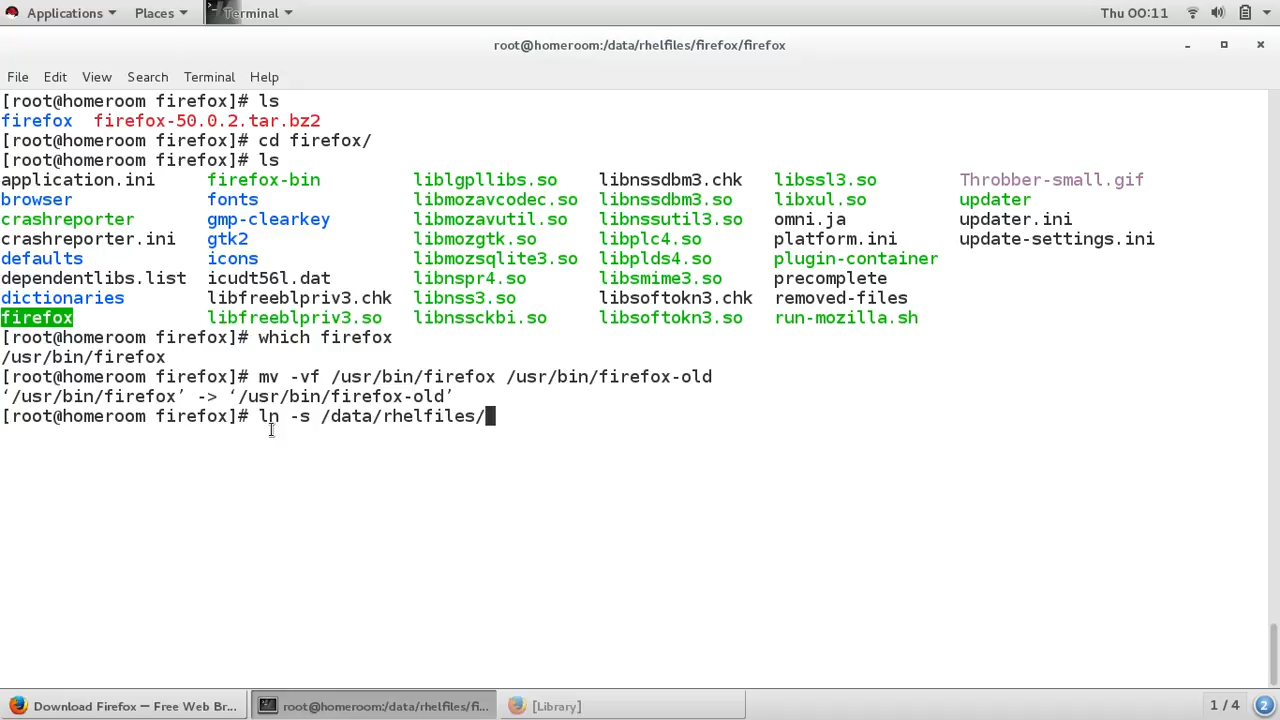 Applications Places Terminal Thu 00:11
root@homeroom:/data/rhelfiles/firefox/firefox
File Edit View Search Terminal Help
[root@homeroom firefox]# ls
firefox firefox-50.0.2.tar.bz2
[root@homeroom firefox]# cd firefox/
[root@homeroom firefox]# ls
application.ini firefox-bin liblgpllibs.so libnssdbm3.chk libssl3.so Throbber-small.gif
browser fonts libmozavcodec.so libnssdbm3.so libxul.so updater
crashreporter gmp-clearkey libmozavutil.so libnssutil3.so omni.ja updater.ini
crashreporter.ini gtk2 libmozgtk.so libplc4.so platform.ini update-settings.ini
defaults icons libmozsqlite3.so libplds4.so plugin-container
dependentlibs.list icudt56l.dat libnspr4.so libsmime3.so precomplete
dictionaries libfreeblpriv3.chk libnss3.so libsoftokn3.chk removed-files
firefox libfreeblpriv3.so libnssckbi.so libsoftokn3.so run-mozilla.sh
[root@homeroom firefox]# which firefox
/usr/bin/firefox
[root@homeroom firefox]# mv -vf /usr/bin/firefox /usr/bin/firefox-old
‘/usr/bin/firefox’ -> ‘/usr/bin/firefox-old’
[root@homeroom firefox]# ln -s /data/rhelfiles/
Download Firefox — Free Web Br... root@homeroom:/data/rhelfiles/fi... [Library] 1 / 4 2